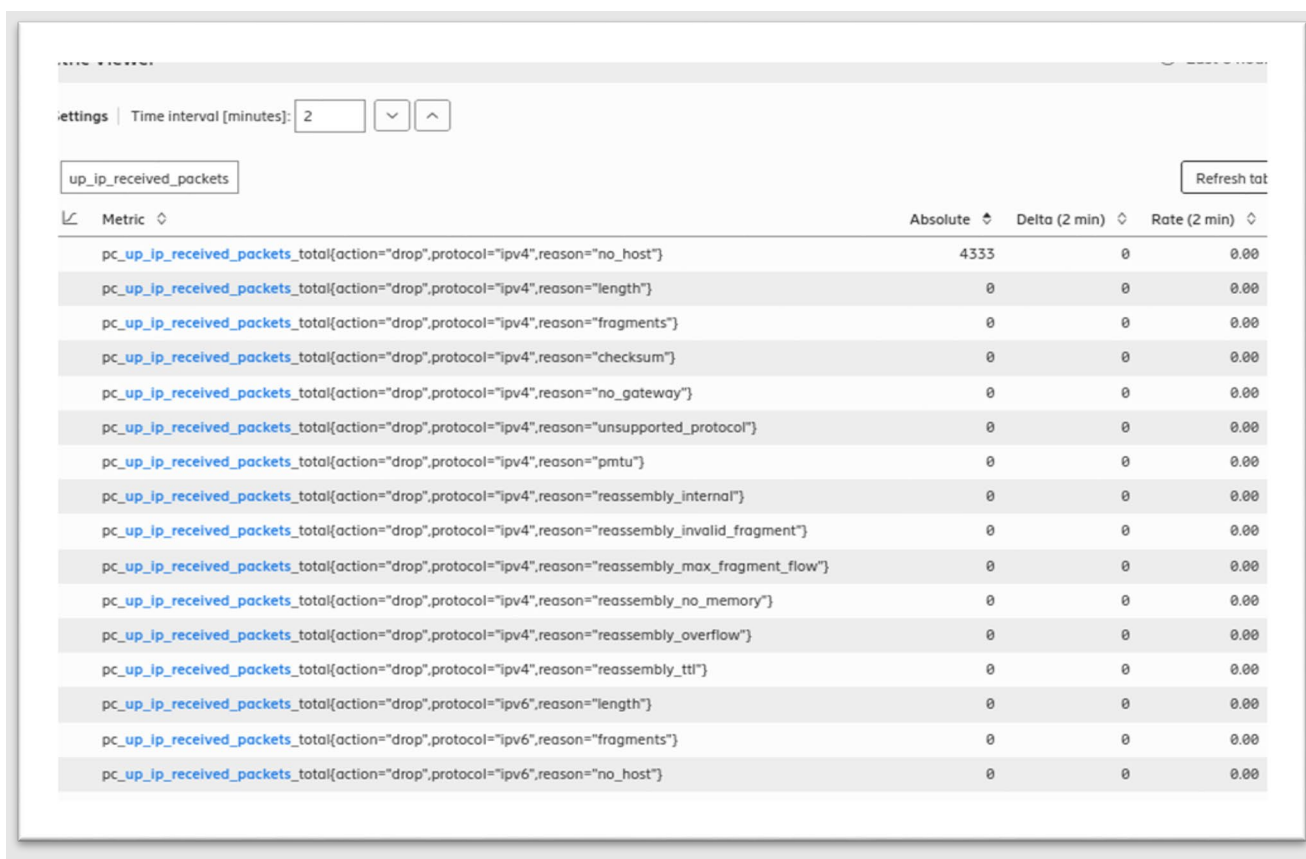 ettings | Time interval [minutes]: 2
up_ip_received_packets Refresh tab
Metric Absolute Delta (2 min) Rate (2 min)
pc_up_ip_received_packets_total{action="drop",protocol="ipv4",reason="no_host"} 4333 0 0.00
pc_up_ip_received_packets_total{action="drop",protocol="ipv4",reason="length"} 0 0 0.00
pc_up_ip_received_packets_total{action="drop",protocol="ipv4",reason="fragments"} 0 0 0.00
pc_up_ip_received_packets_total{action="drop",protocol="ipv4",reason="checksum"} 0 0 0.00
pc_up_ip_received_packets_total{action="drop",protocol="ipv4",reason="no_gateway"} 0 0 0.00
pc_up_ip_received_packets_total{action="drop",protocol="ipv4",reason="unsupported_protocol"} 0 0 0.00
pc_up_ip_received_packets_total{action="drop",protocol="ipv4",reason="pmtu"} 0 0 0.00
pc_up_ip_received_packets_total{action="drop",protocol="ipv4",reason="reassembly_internal"} 0 0 0.00
pc_up_ip_received_packets_total{action="drop",protocol="ipv4",reason="reassembly_invalid_fragment"} 0 0 0.00
pc_up_ip_received_packets_total{action="drop",protocol="ipv4",reason="reassembly_max_fragment_flow"} 0 0 0.00
pc_up_ip_received_packets_total{action="drop",protocol="ipv4",reason="reassembly_no_memory"} 0 0 0.00
pc_up_ip_received_packets_total{action="drop",protocol="ipv4",reason="reassembly_overflow"} 0 0 0.00
pc_up_ip_received_packets_total{action="drop",protocol="ipv4",reason="reassembly_ttl"} 0 0 0.00
pc_up_ip_received_packets_total{action="drop",protocol="ipv6",reason="length"} 0 0 0.00
pc_up_ip_received_packets_total{action="drop",protocol="ipv6",reason="fragments"} 0 0 0.00
pc_up_ip_received_packets_total{action="drop",protocol="ipv6",reason="no_host"} 0 0 0.00